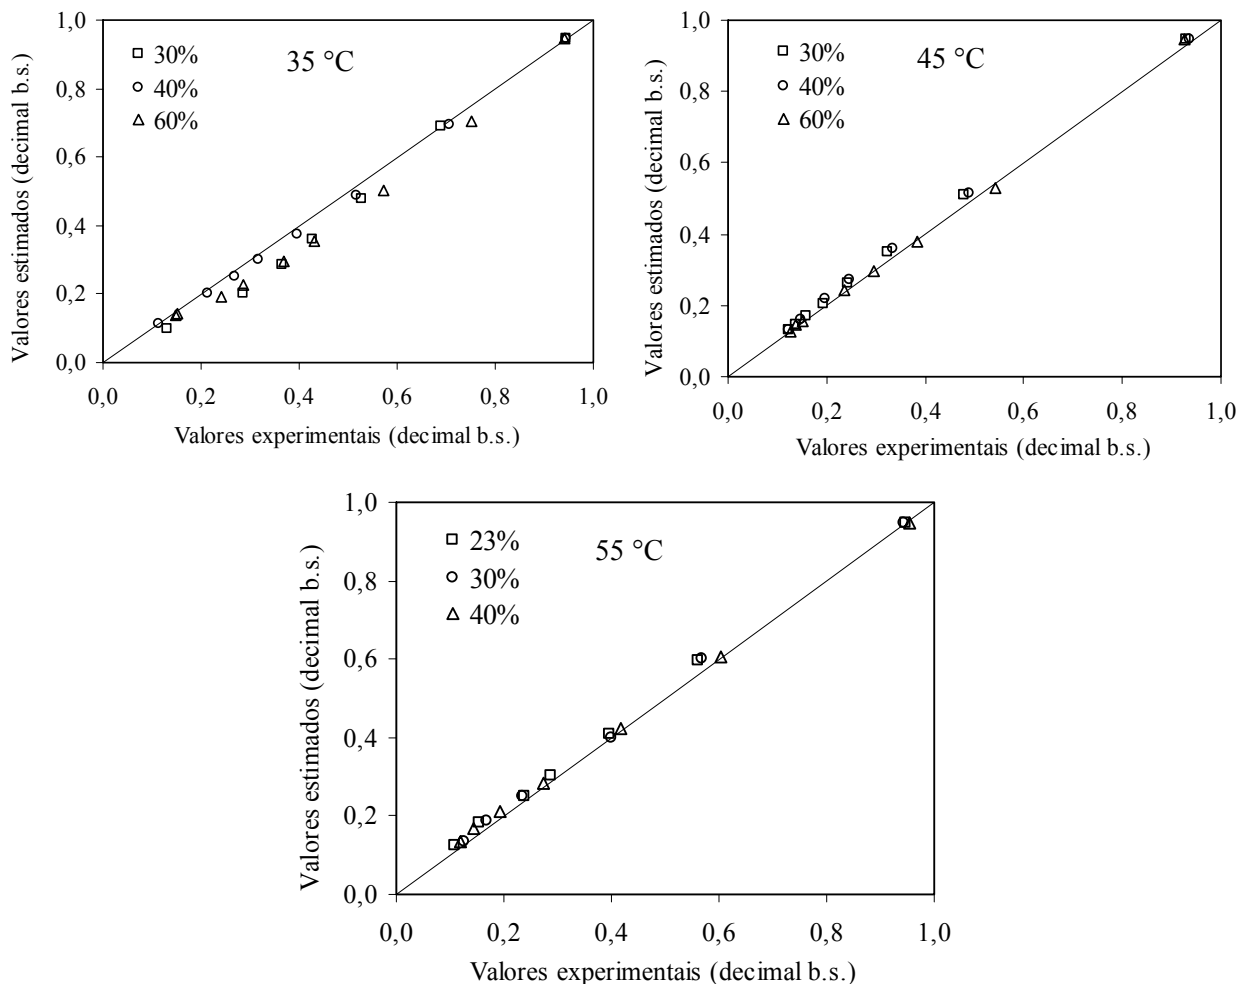 1,0
0,8
0,6
0,4
0,2
0,0
Valores estimados (decimal b.s.)
30%
40%
60%
35 °C
0,0 0,2 0,4 0,6 0,8 1,0
Valores experimentais (decimal b.s.)
1,0
0,8
0,6
0,4
0,2
0,0
Valores estimados (decimal b.s.)
30%
40%
60%
45 °C
0,0 0,2 0,4 0,6 0,8 1,0
Valores experimentais (decimal b.s.)
1,0
0,8
0,6
0,4
0,2
0,0
Valores estimados (decimal b.s.)
23%
30%
40%
55 °C
0,0 0,2 0,4 0,6 0,8 1,0
Valores experimentais (decimal b.s.)